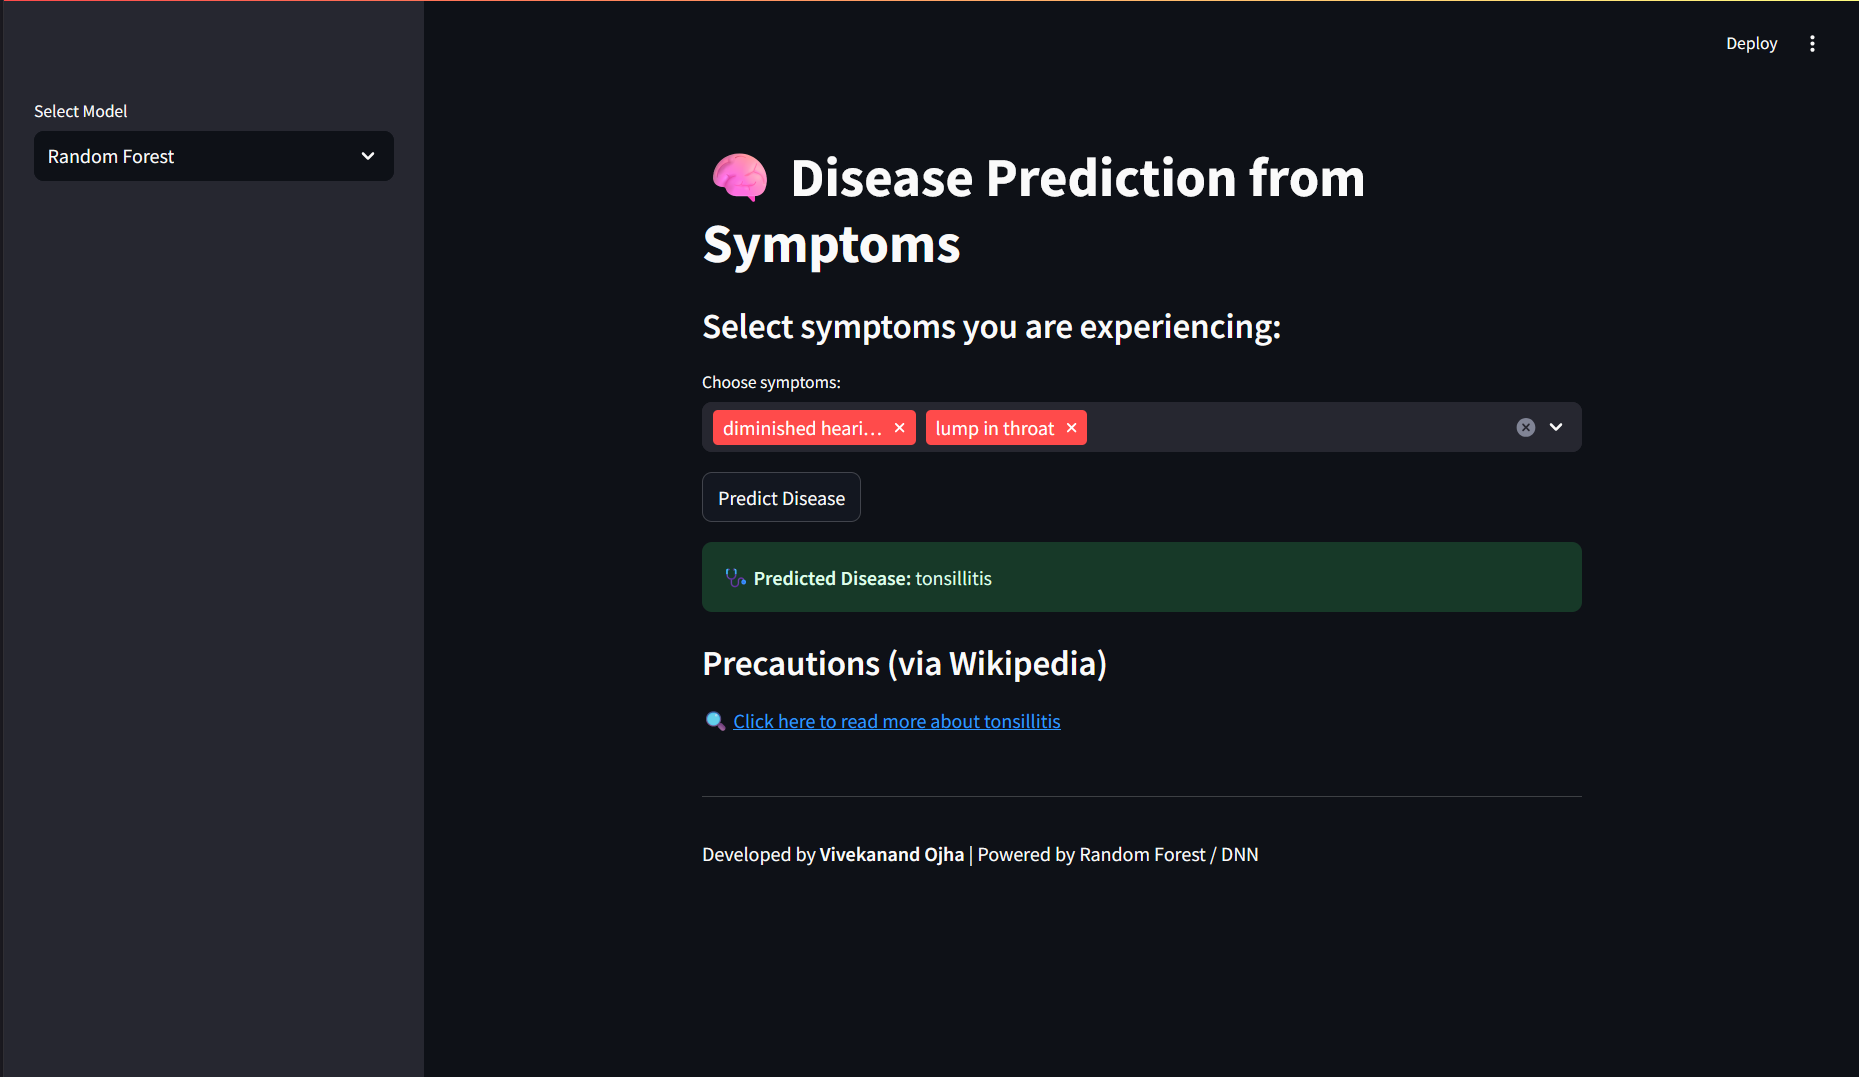 Deploy
Select Model
Random Forest
Disease Prediction from
Symptoms
Select symptoms you are experiencing:
Choose symptoms:
diminished heari…
lump in throat
Predict Disease
Predicted Disease: tonsillitis
Precautions (via Wikipedia)
Click here to read more about tonsillitis
Developed by Vivekanand Ojha | Powered by Random Forest / DNN